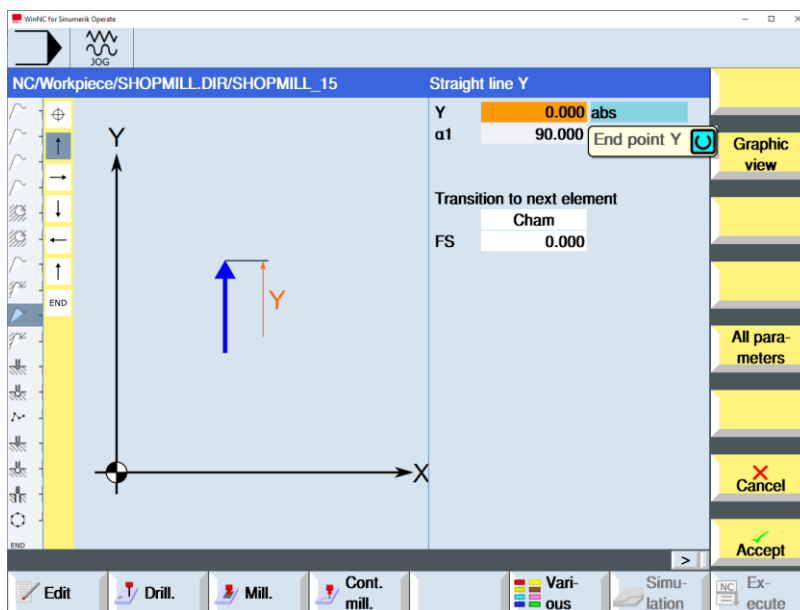 WinNC for Sinumerik Operate
JOG
NC/Workpiece/SHOPMILL.DIR/SHOPMILL_15
Straight line Y
Y 0.000 abs
α1 90.000
End point Y
Transition to next element
Cham
FS 0.000
Y
Y
X
END
END
Graphic
view
All para-
meters
Cancel
Accept
>
Edit
Drill.
Mill.
Cont.
mill.
Vari-
ous
Simu-
lation
NC
Ex-
ecute